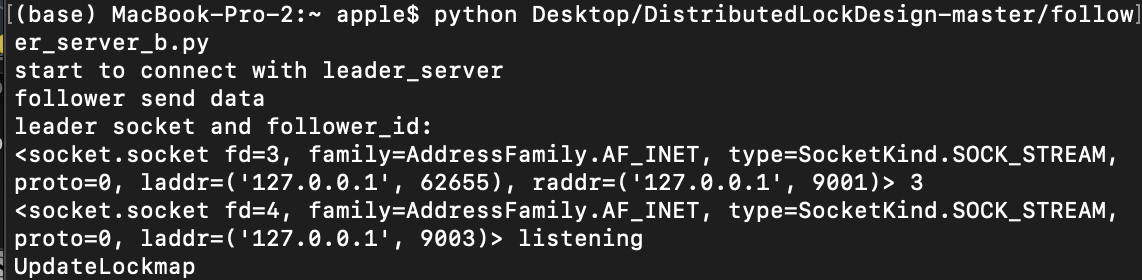 [(base) MacBook-Pro-2:~ apple$ python Desktop/DistributedLockDesign-master/follow]
er_server_b.py
start to connect with leader_server
follower send data
leader socket and follower_id:
<socket.socket fd=3, family=AddressFamily.AF_INET, type=SocketKind.SOCK_STREAM,
proto=0, laddr=('127.0.0.1', 62655), raddr=('127.0.0.1', 9001)> 3
<socket.socket fd=4, family=AddressFamily.AF_INET, type=SocketKind.SOCK_STREAM,
proto=0, laddr=('127.0.0.1', 9003)> listening
UpdateLockmap